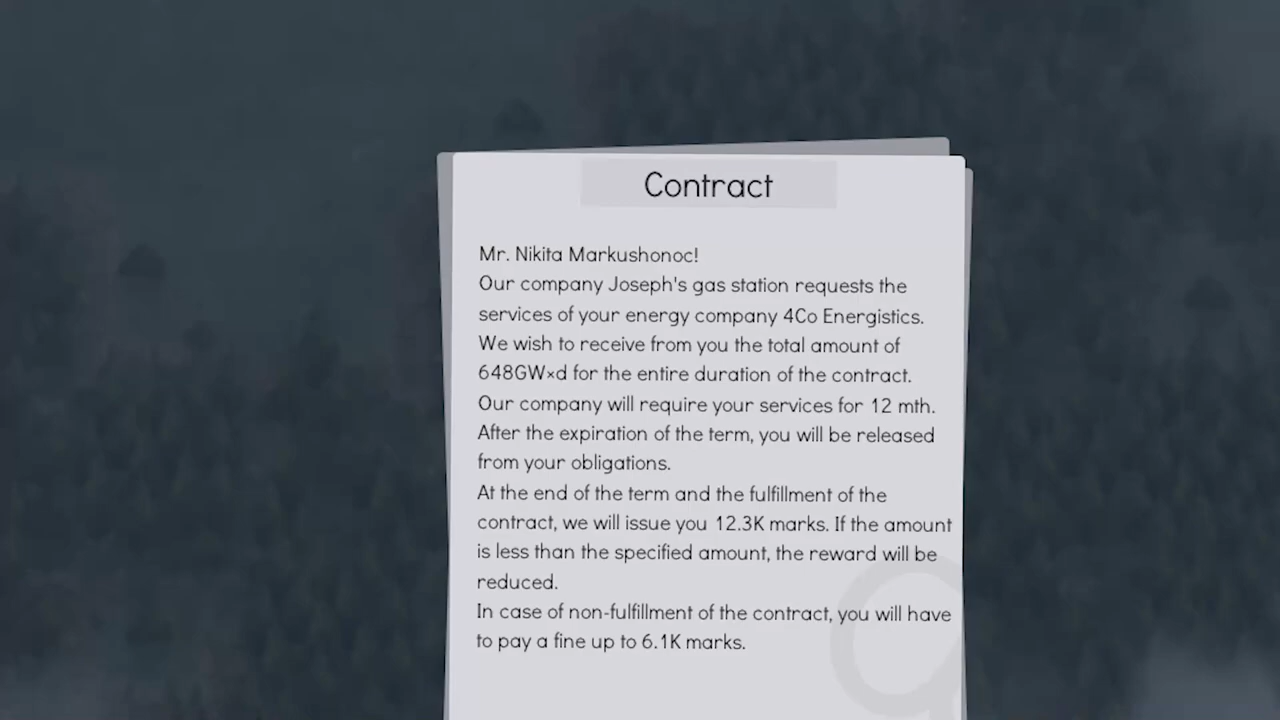 Contract
Mr. Nikita Markushonoc!
Our company Joseph's gas station requests the
services of your energy company 4Co Energistics.
We wish to receive from you the total amount of
648GW×d for the entire duration of the contract.
Our company will require your services for 12 mth.
After the expiration of the term, you will be released
from your obligations.
At the end of the term and the fulfillment of the
contract, we will issue you 12.3K marks. If the amount
is less than the specified amount, the reward will be
reduced.
In case of non-fulfillment of the contract, you will have
to pay a fine up to 6.1K marks.